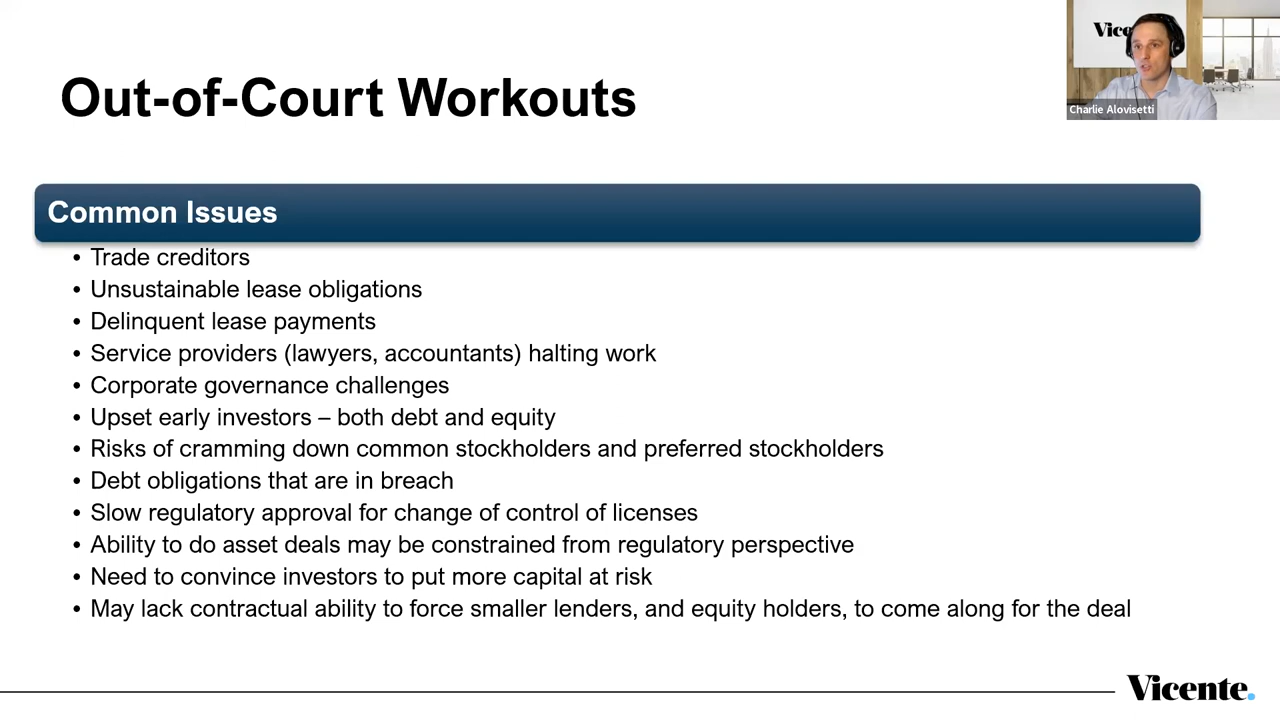 Out-of-Court Workouts
Vice
Charlie Alovisetti
Common Issues
• Trade creditors
• Unsustainable lease obligations
• Delinquent lease payments
• Service providers (lawyers, accountants) halting work
• Corporate governance challenges
• Upset early investors – both debt and equity
• Risks of cramming down common stockholders and preferred stockholders
• Debt obligations that are in breach
• Slow regulatory approval for change of control of licenses
• Ability to do asset deals may be constrained from regulatory perspective
• Need to convince investors to put more capital at risk
• May lack contractual ability to force smaller lenders, and equity holders, to come along for the deal
Vicente.